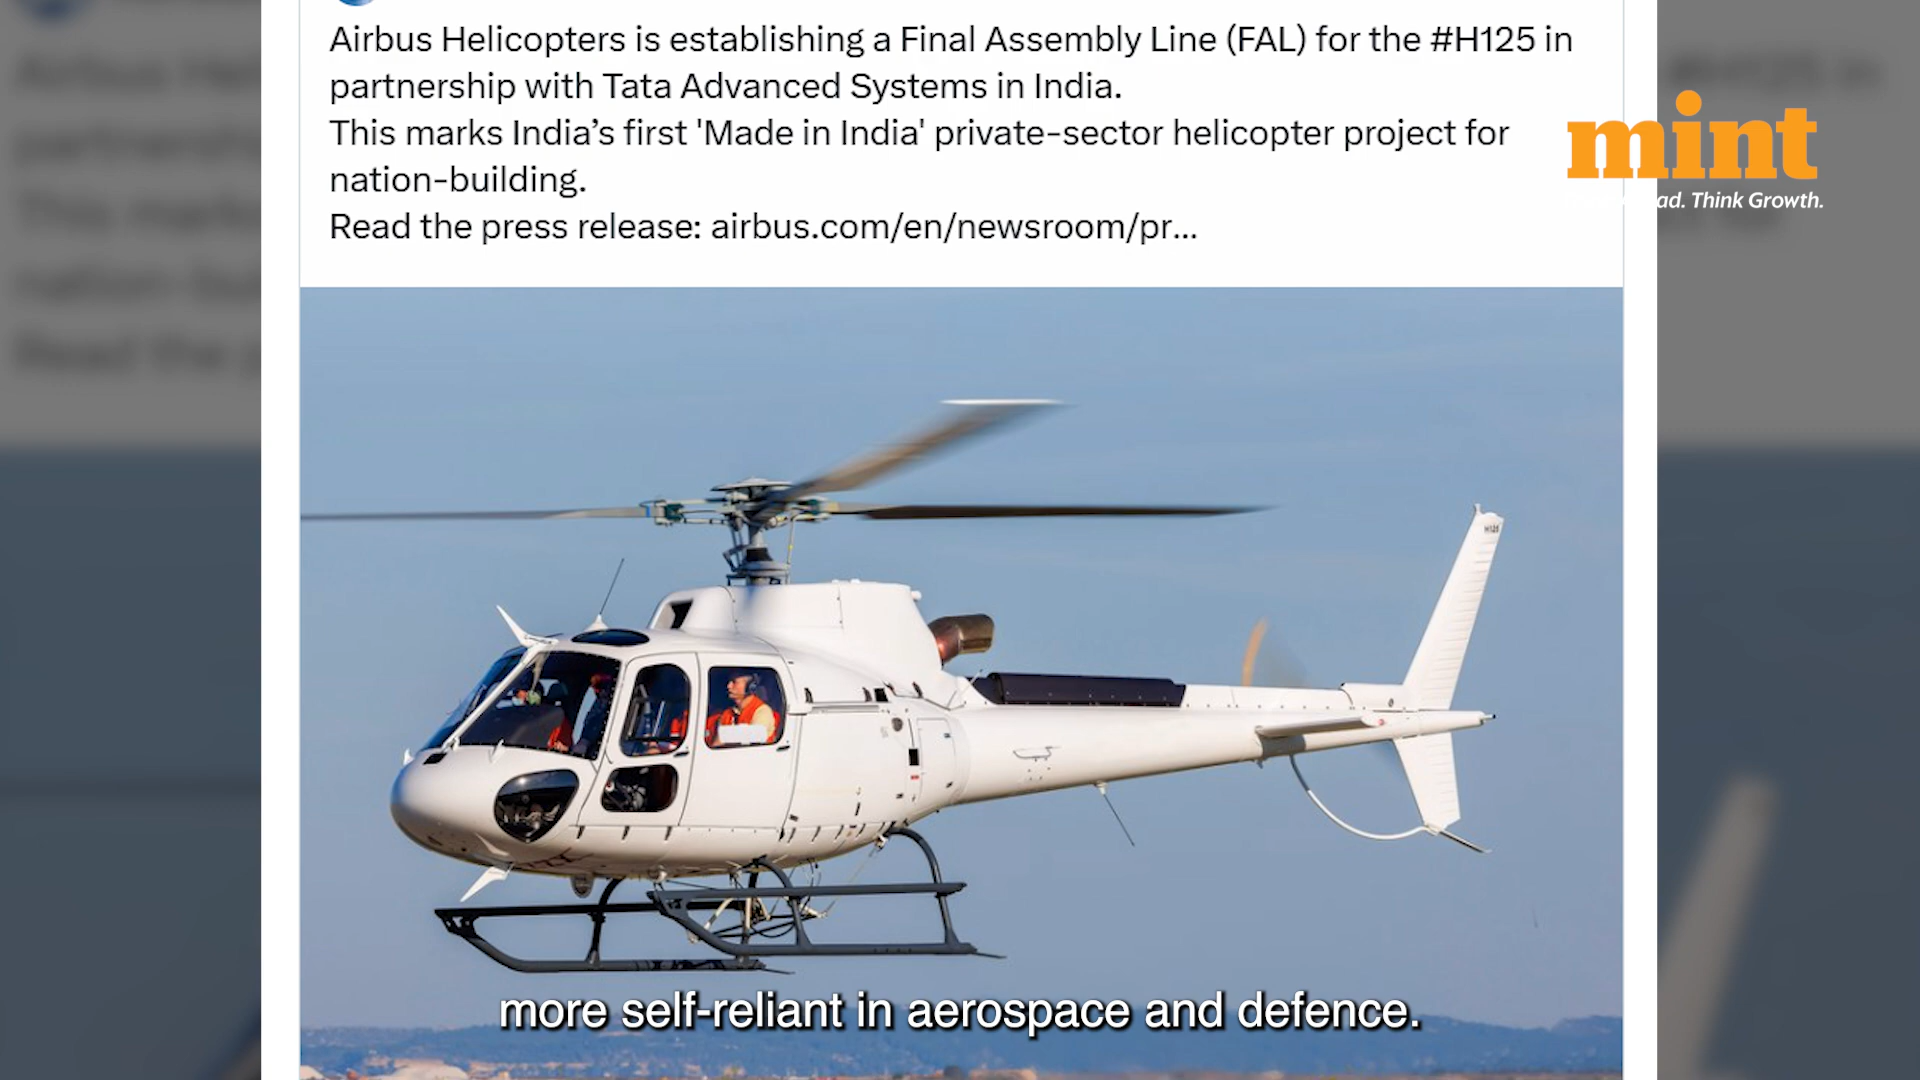 Airbus Helicopters is establishing a Final Assembly Line (FAL) for the #H125 in
partnership with Tata Advanced Systems in India.
This marks India’s first 'Made in India' private-sector helicopter project for
nation-building.
Read the press release: airbus.com/en/newsroom/pr...
mint
ad. Think Growth.
H125
more self-reliant in aerospace and defence.